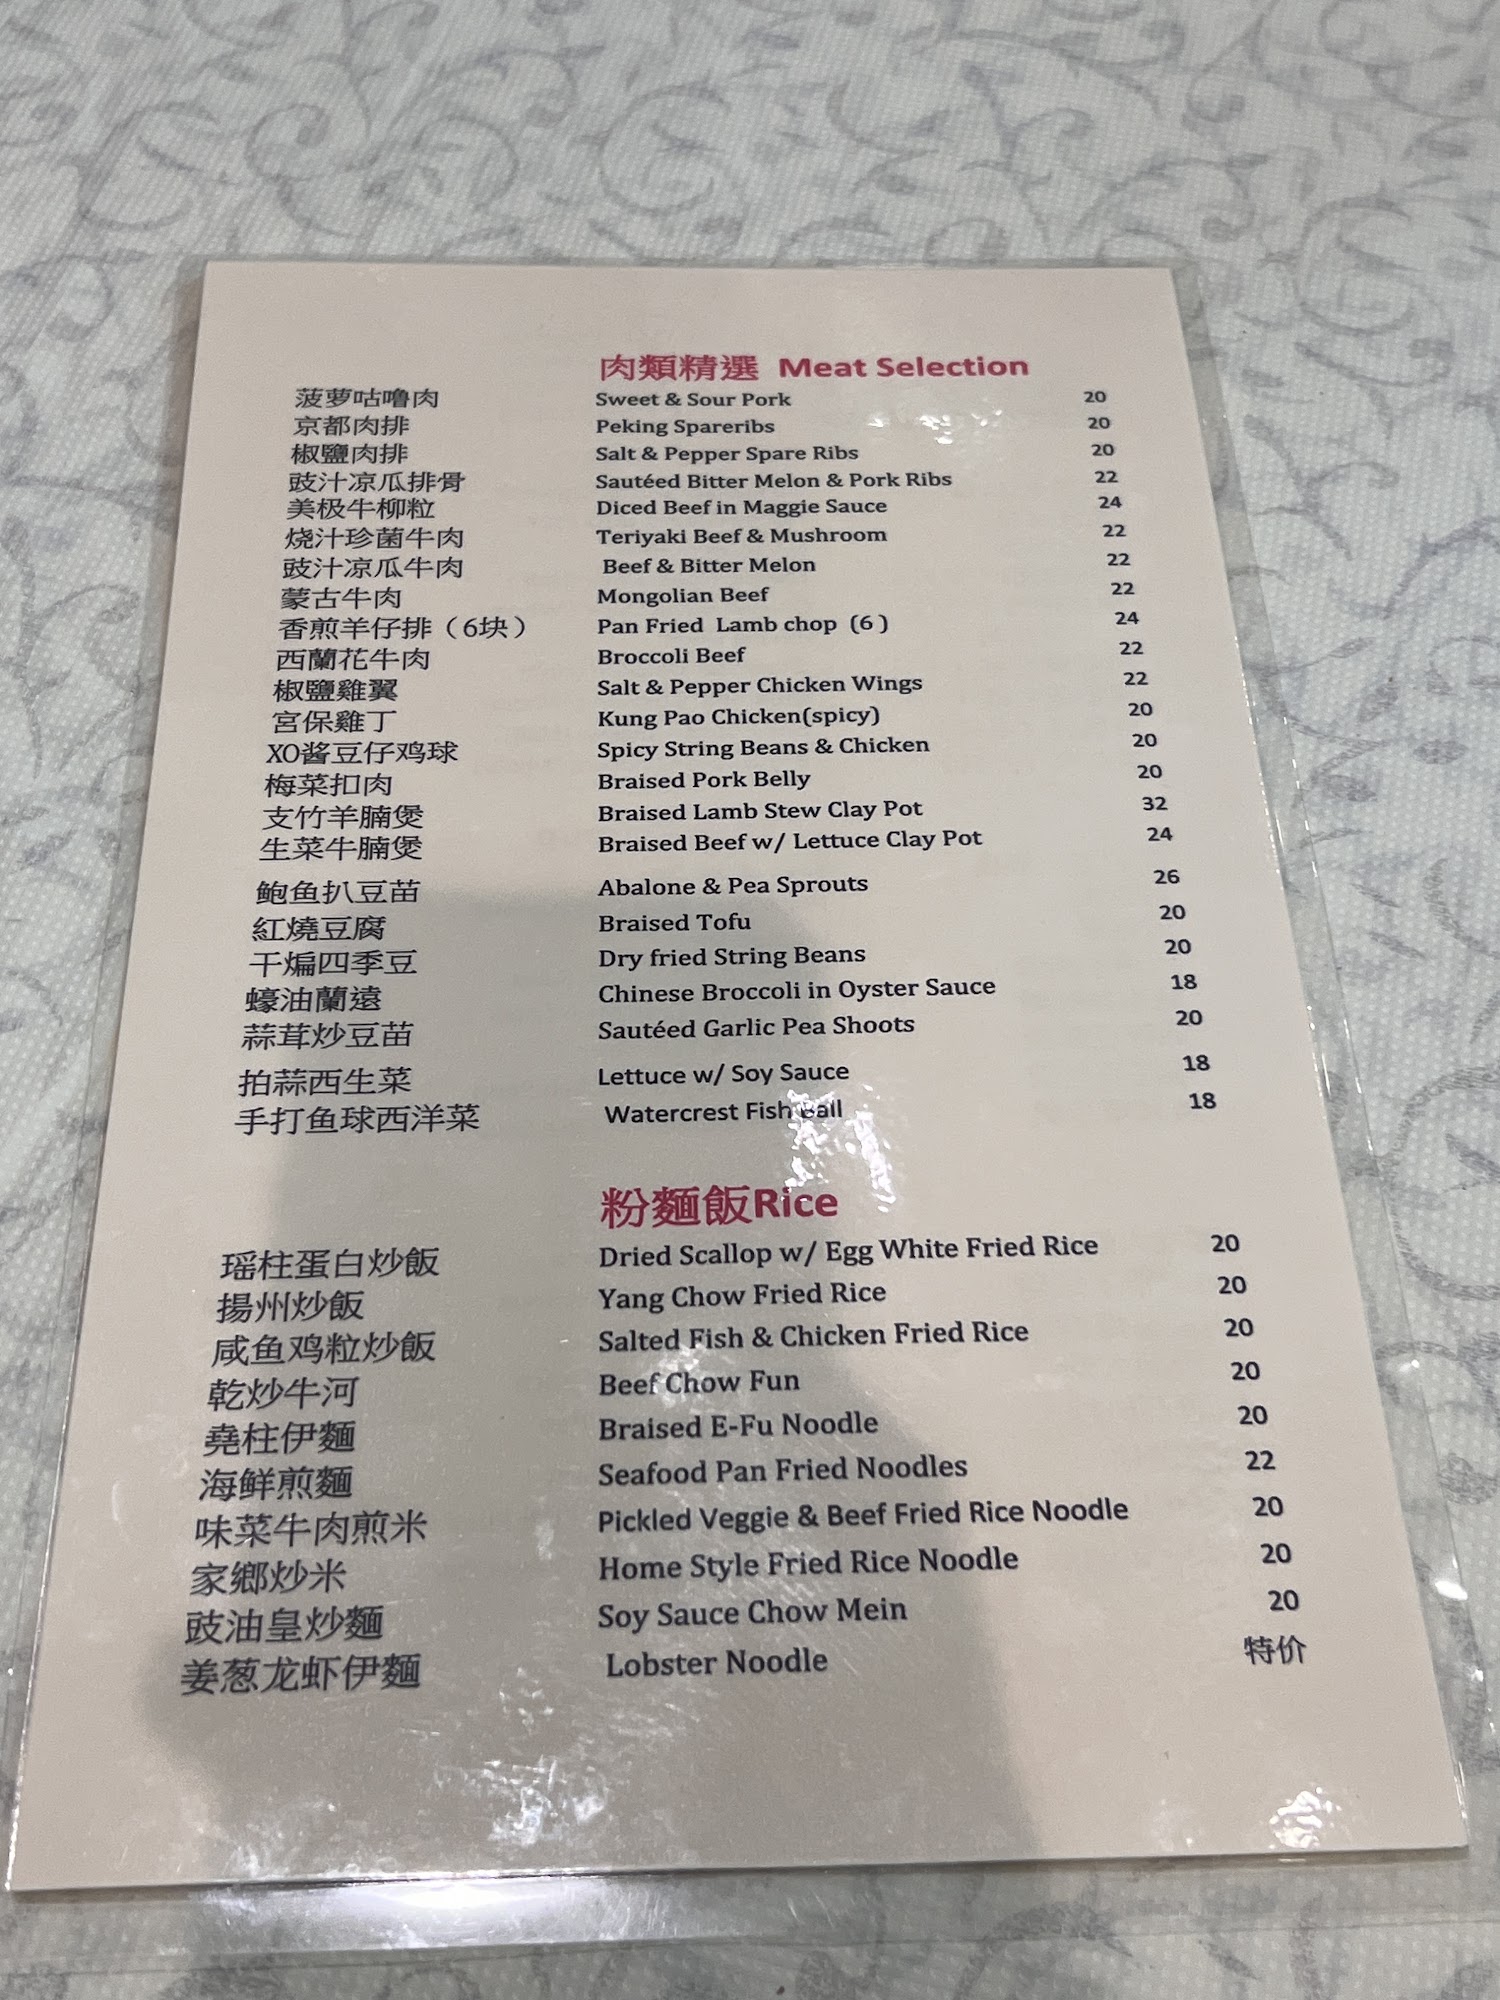 肉類精選 Meat Selection
菠萝咕噜肉 Sweet & Sour Pork 20
京都肉排 Peking Spareribs 20
椒鹽肉排 Salt & Pepper Spare Ribs 20
豉汁凉瓜排骨 Sautéed Bitter Melon & Pork Ribs 22
美极牛柳粒 Diced Beef in Maggie Sauce 24
烧汁珍菌牛肉 Teriyaki Beef & Mushroom 22
豉汁凉瓜牛肉 Beef & Bitter Melon 22
蒙古牛肉 Mongolian Beef 22
香煎羊仔排（6块） Pan Fried Lamb chop (6 ) 24
西蘭花牛肉 Broccoli Beef 22
椒鹽雞翼 Salt & Pepper Chicken Wings 22
宮保雞丁 Kung Pao Chicken(spicy) 20
XO酱豆仔鸡球 Spicy String Beans & Chicken 20
梅菜扣肉 Braised Pork Belly 20
支竹羊腩煲 Braised Lamb Stew Clay Pot 32
生菜牛腩煲 Braised Beef w/ Lettuce Clay Pot 24
鲍鱼扒豆苗 Abalone & Pea Sprouts 26
紅燒豆腐 Braised Tofu 20
干煸四季豆 Dry fried String Beans 20
蠔油蘭遠 Chinese Broccoli in Oyster Sauce 18
蒜茸炒豆苗 Sautéed Garlic Pea Shoots 20
拍蒜西生菜 Lettuce w/ Soy Sauce 18
手打鱼球西洋菜 Watercrest Fish Ball 18
粉麵飯Rice
瑶柱蛋白炒飯 Dried Scallop w/ Egg White Fried Rice 20
揚州炒飯 Yang Chow Fried Rice 20
咸鱼鸡粒炒飯 Salted Fish & Chicken Fried Rice 20
乾炒牛河 Beef Chow Fun 20
堯柱伊麵 Braised E-Fu Noodle 20
海鲜煎麵 Seafood Pan Fried Noodles 22
味菜牛肉煎米 Pickled Veggie & Beef Fried Rice Noodle 20
家鄉炒米 Home Style Fried Rice Noodle 20
豉油皇炒麵 Soy Sauce Chow Mein 20
姜葱龙虾伊麵 Lobster Noodle 特价